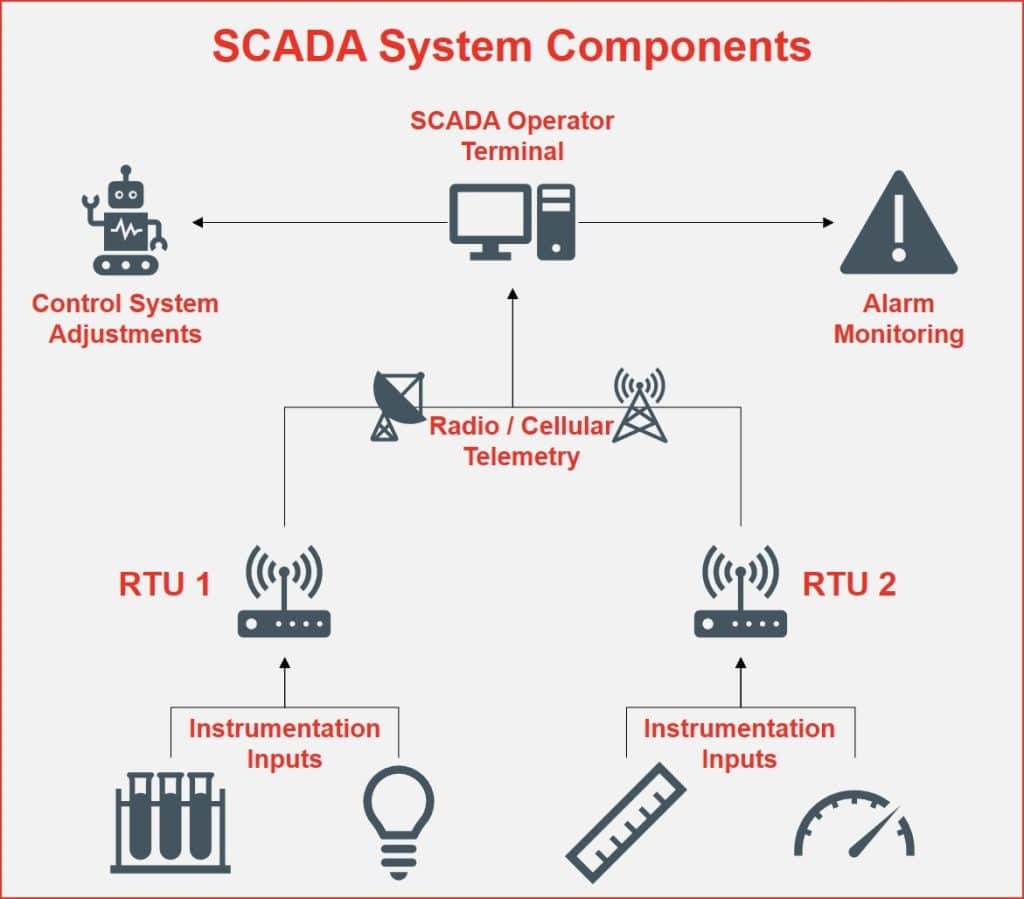 SCADA System Components
SCADA Operator
Terminal
Control System
Adjustments
Alarm
Monitoring
Radio / Cellular
Telemetry
RTU 1
RTU 2
Instrumentation
Inputs
Instrumentation
Inputs